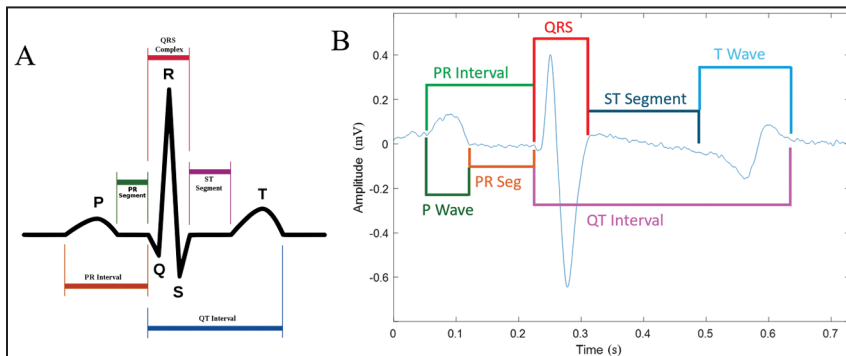 A
QRS
Complex
R
P
PR
Segment
ST
Segment
T
Q
S
PR Interval
QT Interval
B
QRS
T Wave
PR Interval
ST Segment
PR Seg
P Wave
QT Interval
Amplitude (mV)
0.4
0.2
0
-0.2
-0.4
-0.6
0
0.1
0.2
0.3
0.4
0.5
0.6
0.7
Time (s)